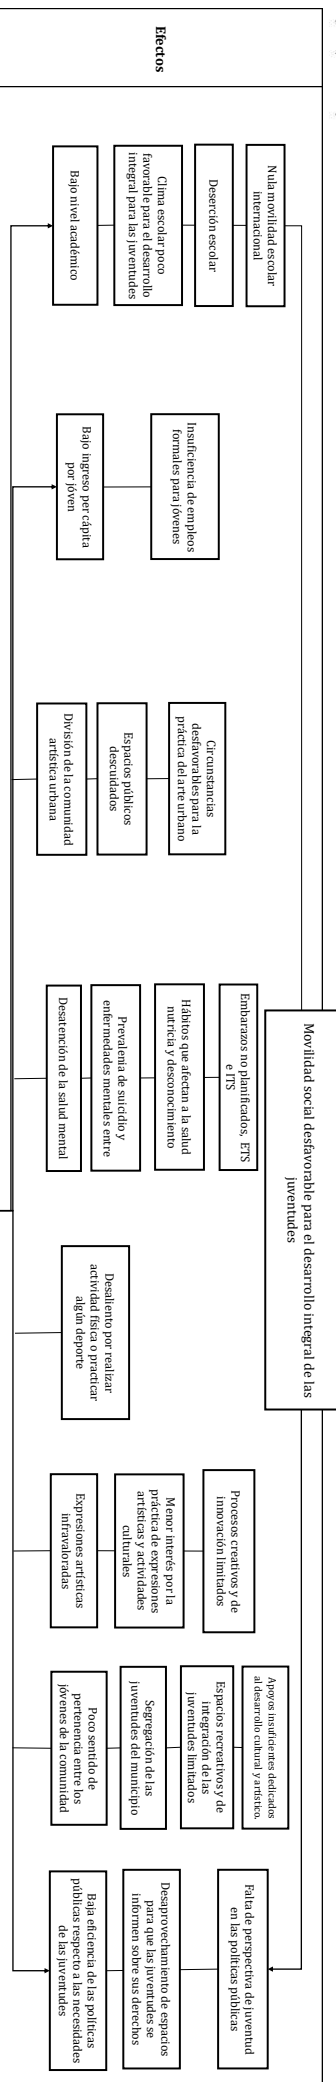 Efectos
Movilidad social desfavorable para el desarrollo integral de las
juventudes
Nula movilidad escolar
internacional
Deserción escolar
Clima escolar poco
favorable para el desarrollo
integral para las juventudes
Bajo nivel académico
Insuficiencia de empleos
formales para jóvenes
Bajo ingreso per cápita
por jóven
Circunstancias
desfavorables para la
práctica del arte urbano
Espacios públicos
descuidados
División de la comunidad
artística urbana
Embarazos no planificados, ETS
e ITS
Hábitos que afectan a la salud
nutricia y desconocimiento
Prevalenia de suicidio y
enfermedades mentales entre
Desatención de la salud mental
Desaliento por realizar
actividad física o practicar
algún deporte
Procesos creativos y de
innovación limitados
Menor interés por la
práctica de expresiones
artísticas y actividades
culturales
Expresiones artísticas
infravaloradas
Apoyos insuficientes dedicados
al desarrollo cultural y artístico.
Espacios recreativos y de
integración de las
juventudes limitados
Segregación de las
juventudes del municipio
Poco sentido de
pertenencia entre los
jóvenes de la comunidad
Falta de perspectiva de juventud
en las políticas públicas
Desaprovechamiento de espacios
para que las juventudes se
informen sobre sus derechos
Baja eficiencia de las políticas
públicas respecto a las necesidades
de las juventudes